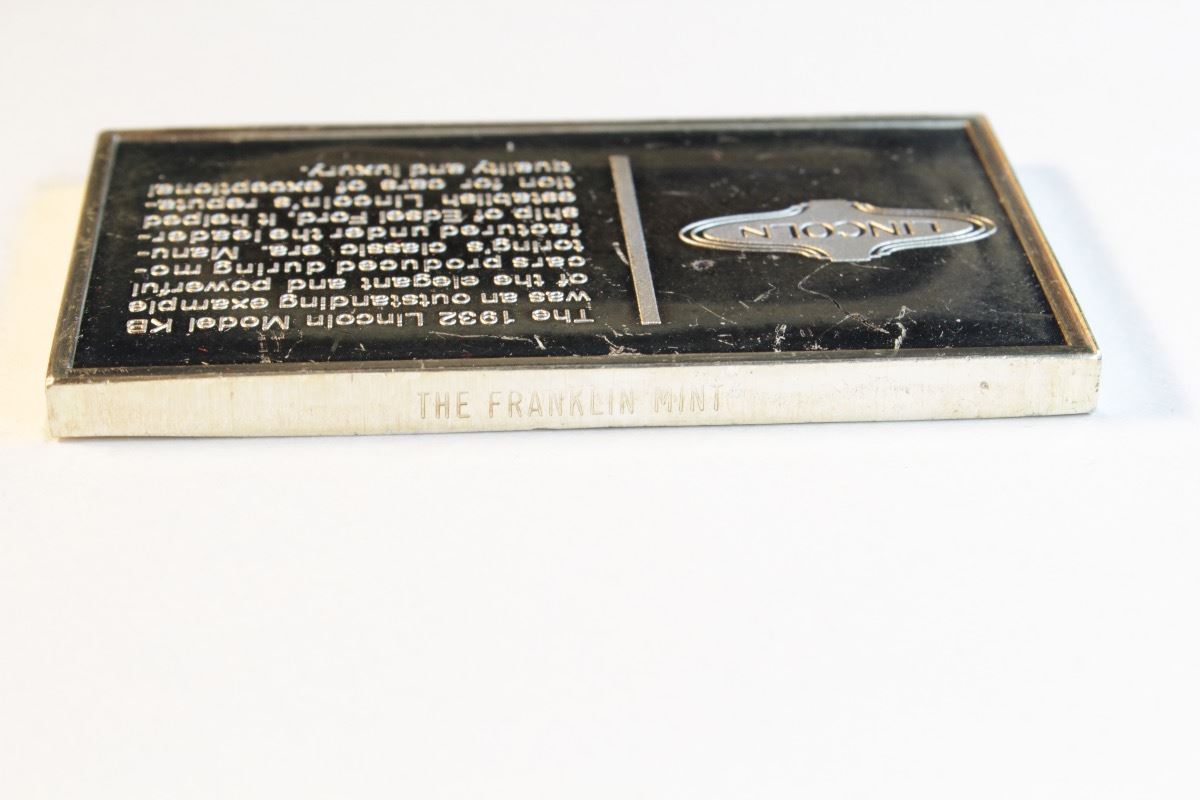 LINCOLN
The 1932 Lincoln Model KB
was an outstanding example
of the elegant and powerful
cars produced during mo-
toring's classic era. Manu-
factured under the leader-
ship of Edsel Ford, it helped
establish Lincoln's reputa-
tion for cars of exceptional
quality and luxury.
THE FRANKLIN MINT